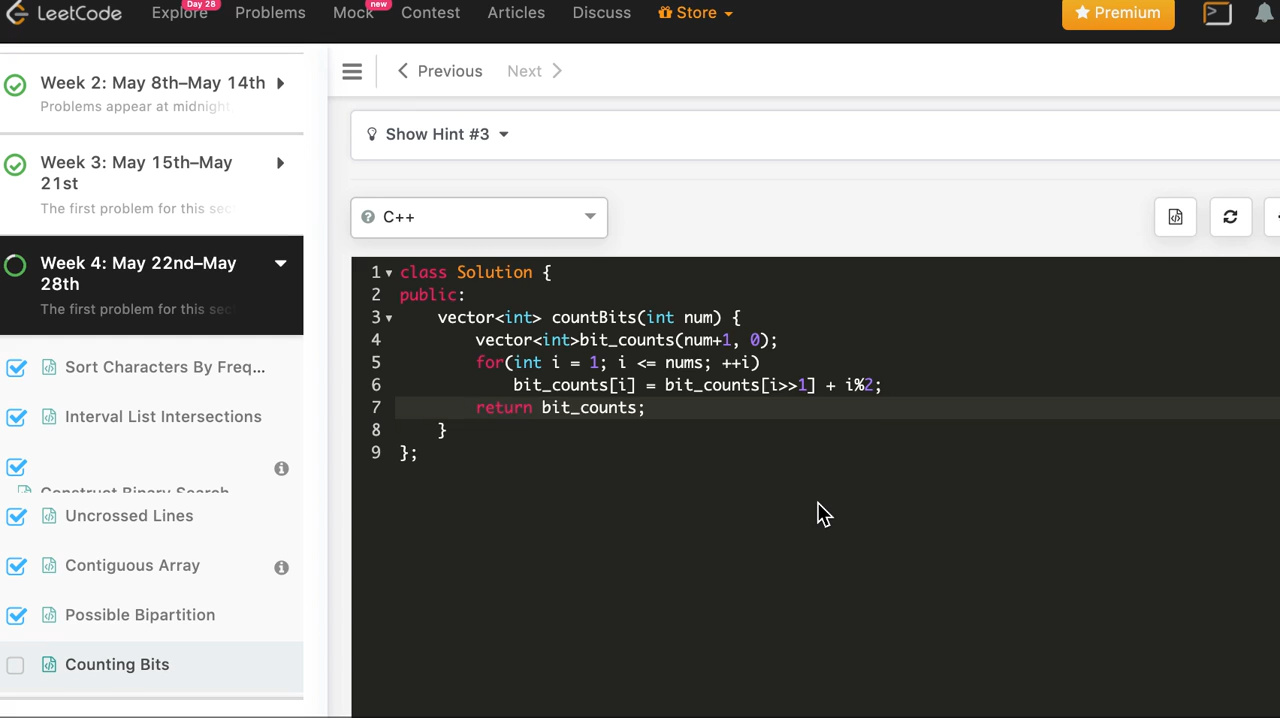 LeetCode Explore Day 28 Problems Mock new Contest Articles Discuss Store Premium
Week 2: May 8th–May 14th
Problems appear at midnight
Week 3: May 15th–May
21st
The first problem for this sec
Week 4: May 22nd–May
28th
The first problem for this sec
Sort Characters By Freq...
Interval List Intersections
Construct Binary Search
Uncrossed Lines
Contiguous Array
Possible Bipartition
Counting Bits
Previous Next
Show Hint #3
C++
1 class Solution {
2 public:
3 vector<int> countBits(int num) {
4 vector<int>bit_counts(num+1, 0);
5 for(int i = 1; i <= nums; ++i)
6 bit_counts[i] = bit_counts[i>>1] + i%2;
7 return bit_counts;
8 }
9 };